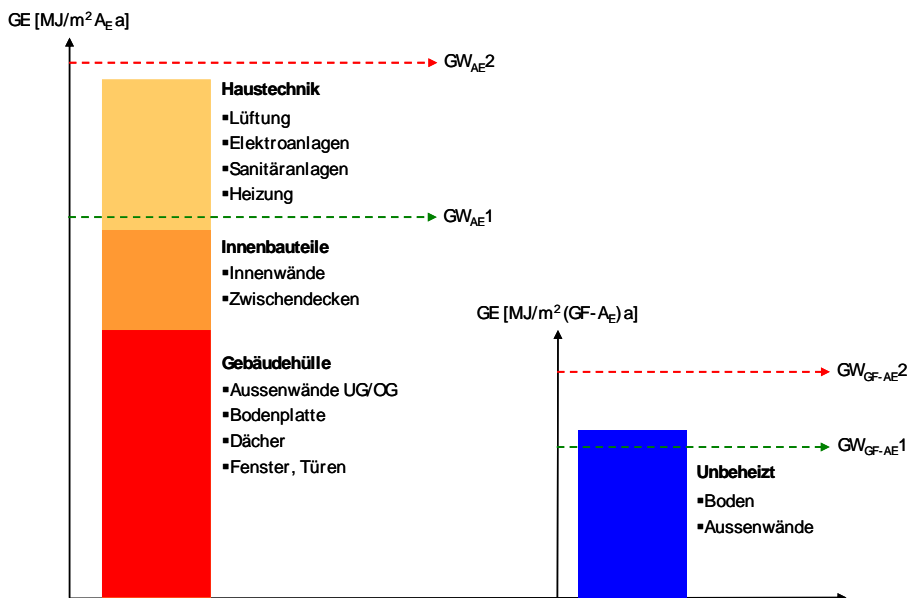 GE [MJ/m² A_E a]
GW_AE2
Haustechnik
▪Lüftung
▪Elektroanlagen
▪Sanitäranlagen
▪Heizung
GW_AE1
Innenbauteile
▪Innenwände
▪Zwischendecken
GE [MJ/m² (GF-A_E) a]
Gebäudehülle
▪Aussenwände UG/OG
▪Bodenplatte
▪Dächer
▪Fenster, Türen
GW_GF-AE2
GW_GF-AE1
Unbeheizt
▪Boden
▪Aussenwände